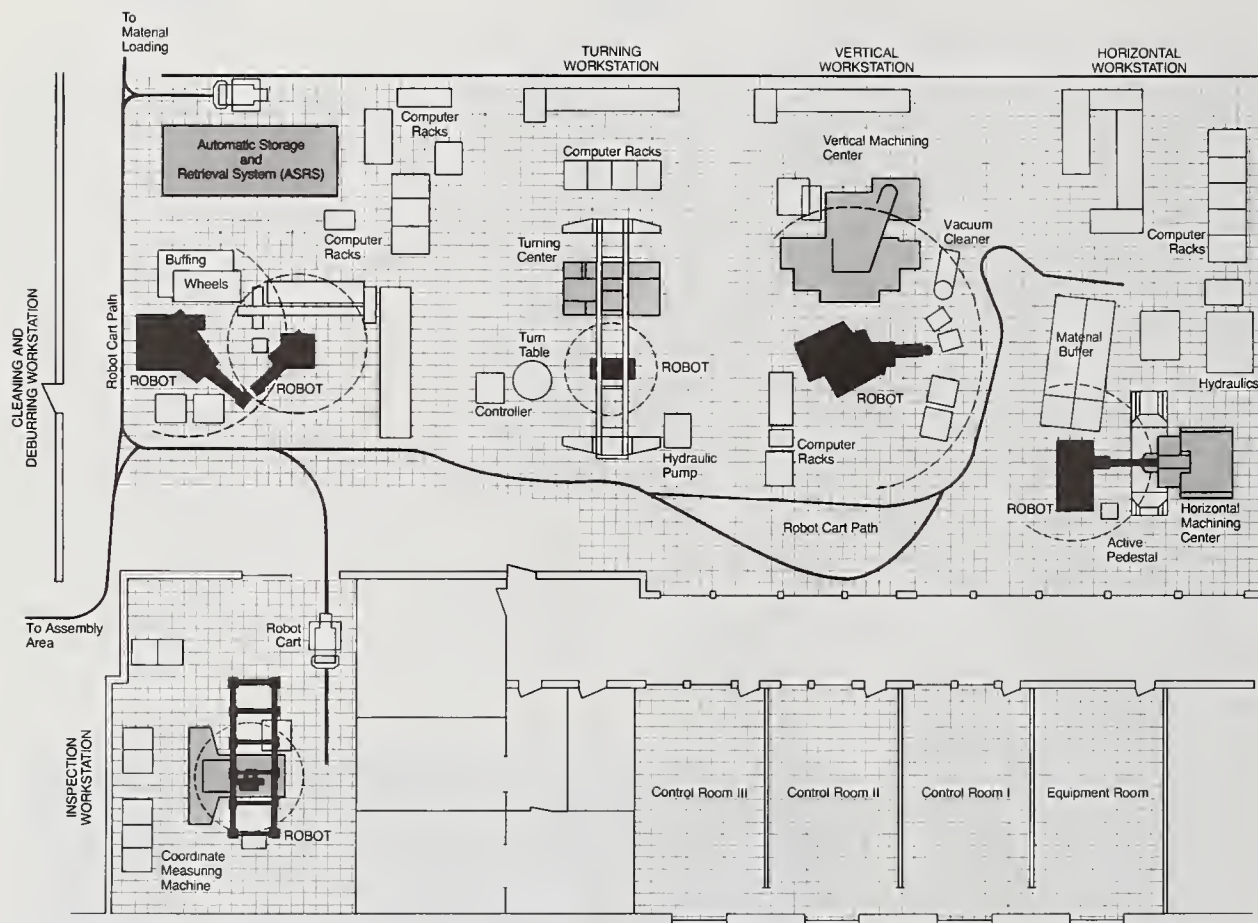 To
Material
Loading
TURNING
WORKSTATION
VERTICAL
WORKSTATION
HORIZONTAL
WORKSTATION
Computer
Racks
Automatic Storage
and
Retrieval System (ASRS)
Computer Racks
Vertical Machining
Center
Computer
Racks
Turning
Center
Vacuum
Cleaner
Computer
Racks
Buffing
Wheels
Robot Cart Path
CLEANING AND
DEBURRING WORKSTATION
ROBOT
ROBOT
Turn
Table
ROBOT
Controller
ROBOT
Material
Buffer
Hydraulics
Hydraulic
Pump
Computer
Racks
Robot Cart Path
ROBOT
Active
Pedestal
Horizontal
Machining
Center
To Assembly
Area
Robot
Cart
INSPECTION
WORKSTATION
ROBOT
Coordinate
Measuring
Machine
Control Room III
Control Room II
Control Room I
Equipment Room